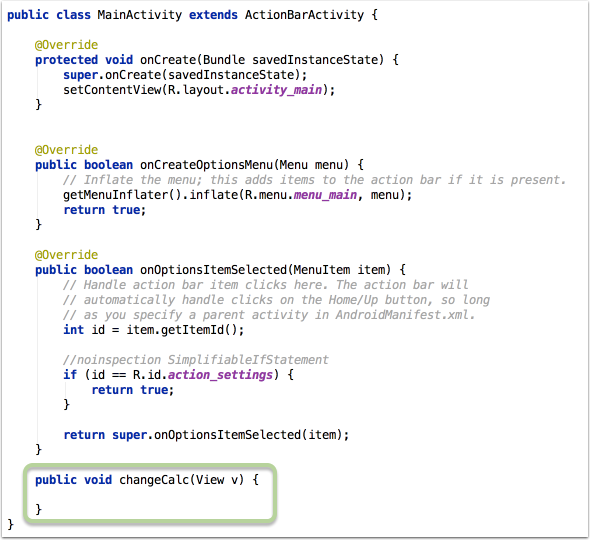 public class MainActivity extends ActionBarActivity {
@Override
protected void onCreate(Bundle savedInstanceState) {
super.onCreate(savedInstanceState);
setContentView(R.layout.activity_main);
}
@Override
public boolean onCreateOptionsMenu(Menu menu) {
// Inflate the menu; this adds items to the action bar if it is present.
getMenuInflater().inflate(R.menu.menu_main, menu);
return true;
}
@Override
public boolean onOptionsItemSelected(MenuItem item) {
// Handle action bar item clicks here. The action bar will
// automatically handle clicks on the Home/Up button, so long
// as you specify a parent activity in AndroidManifest.xml.
int id = item.getItemId();
//noinspection SimplifiableIfStatement
if (id == R.id.action_settings) {
return true;
}
return super.onOptionsItemSelected(item);
}
public void changeCalc(View v) {
}
}